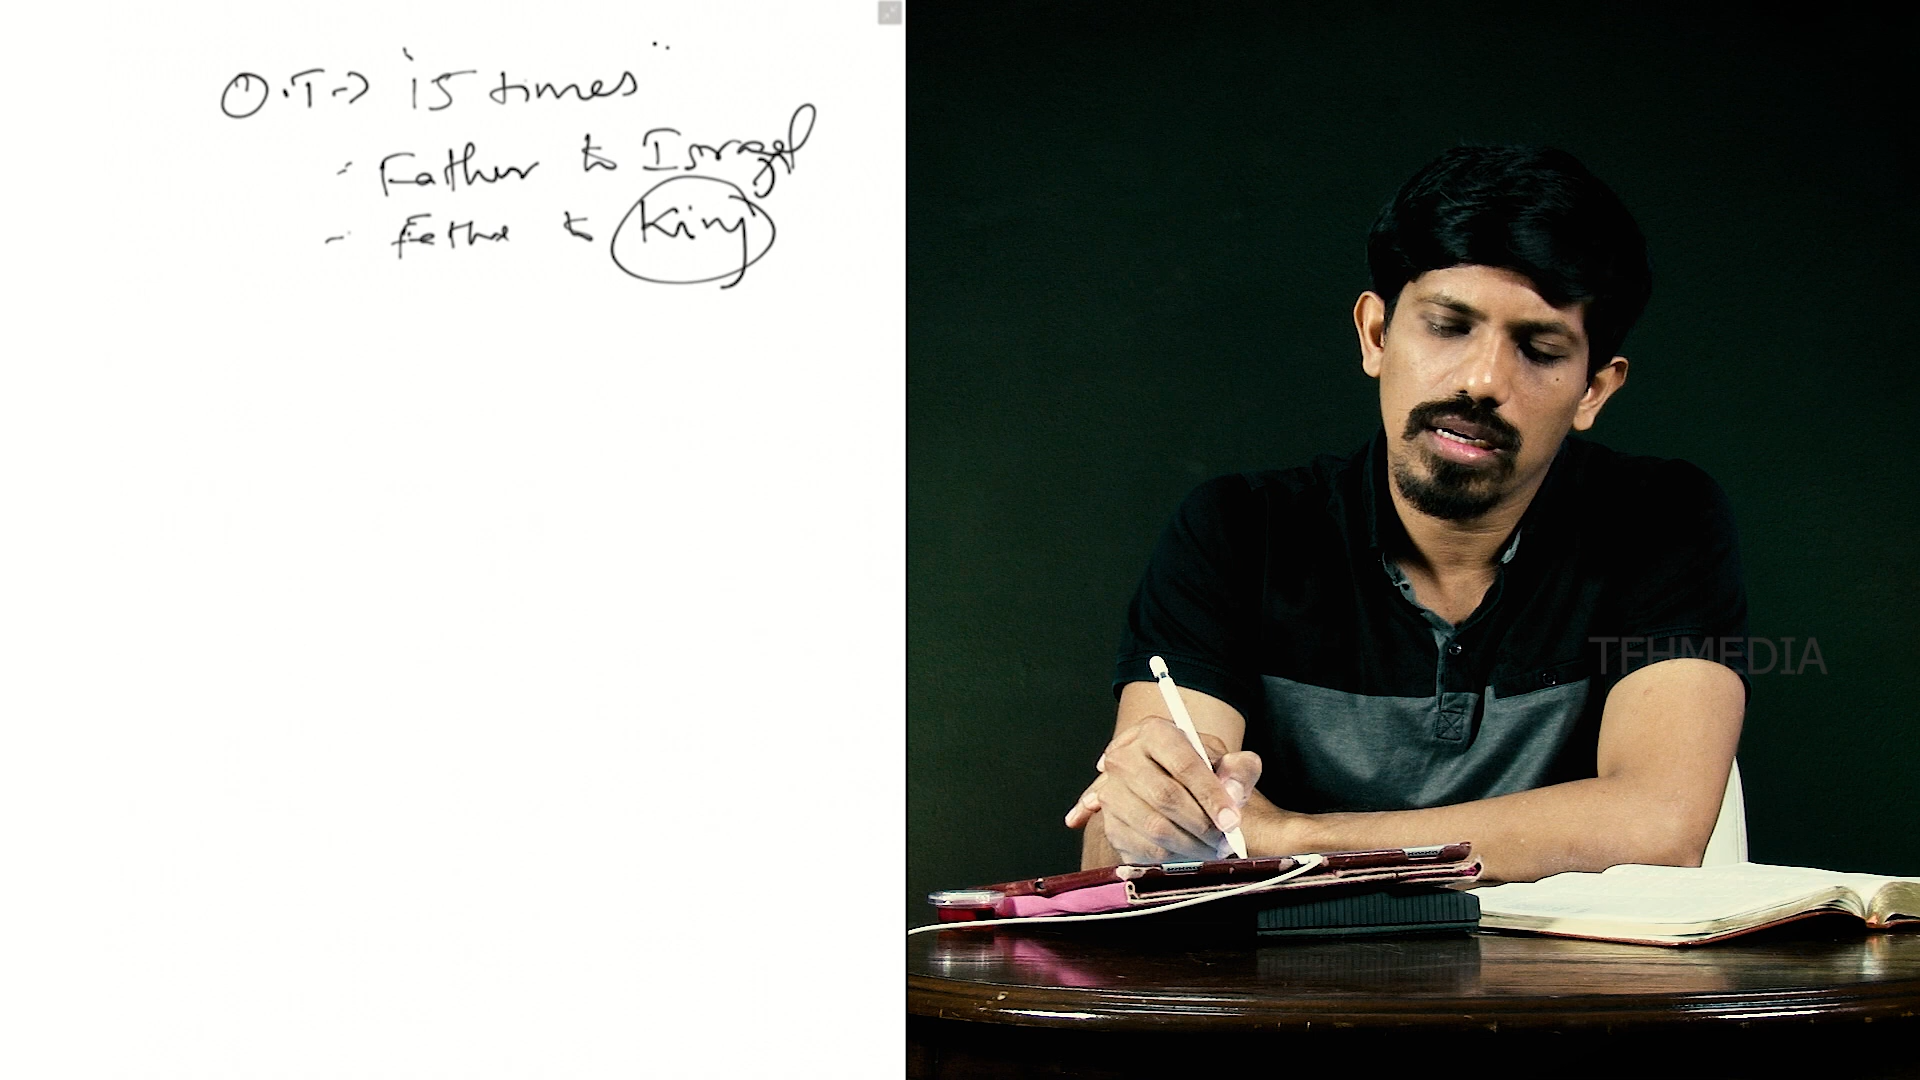 O.T → "15 times"
- Father to Israel
- Father to King
TFHMEDIA